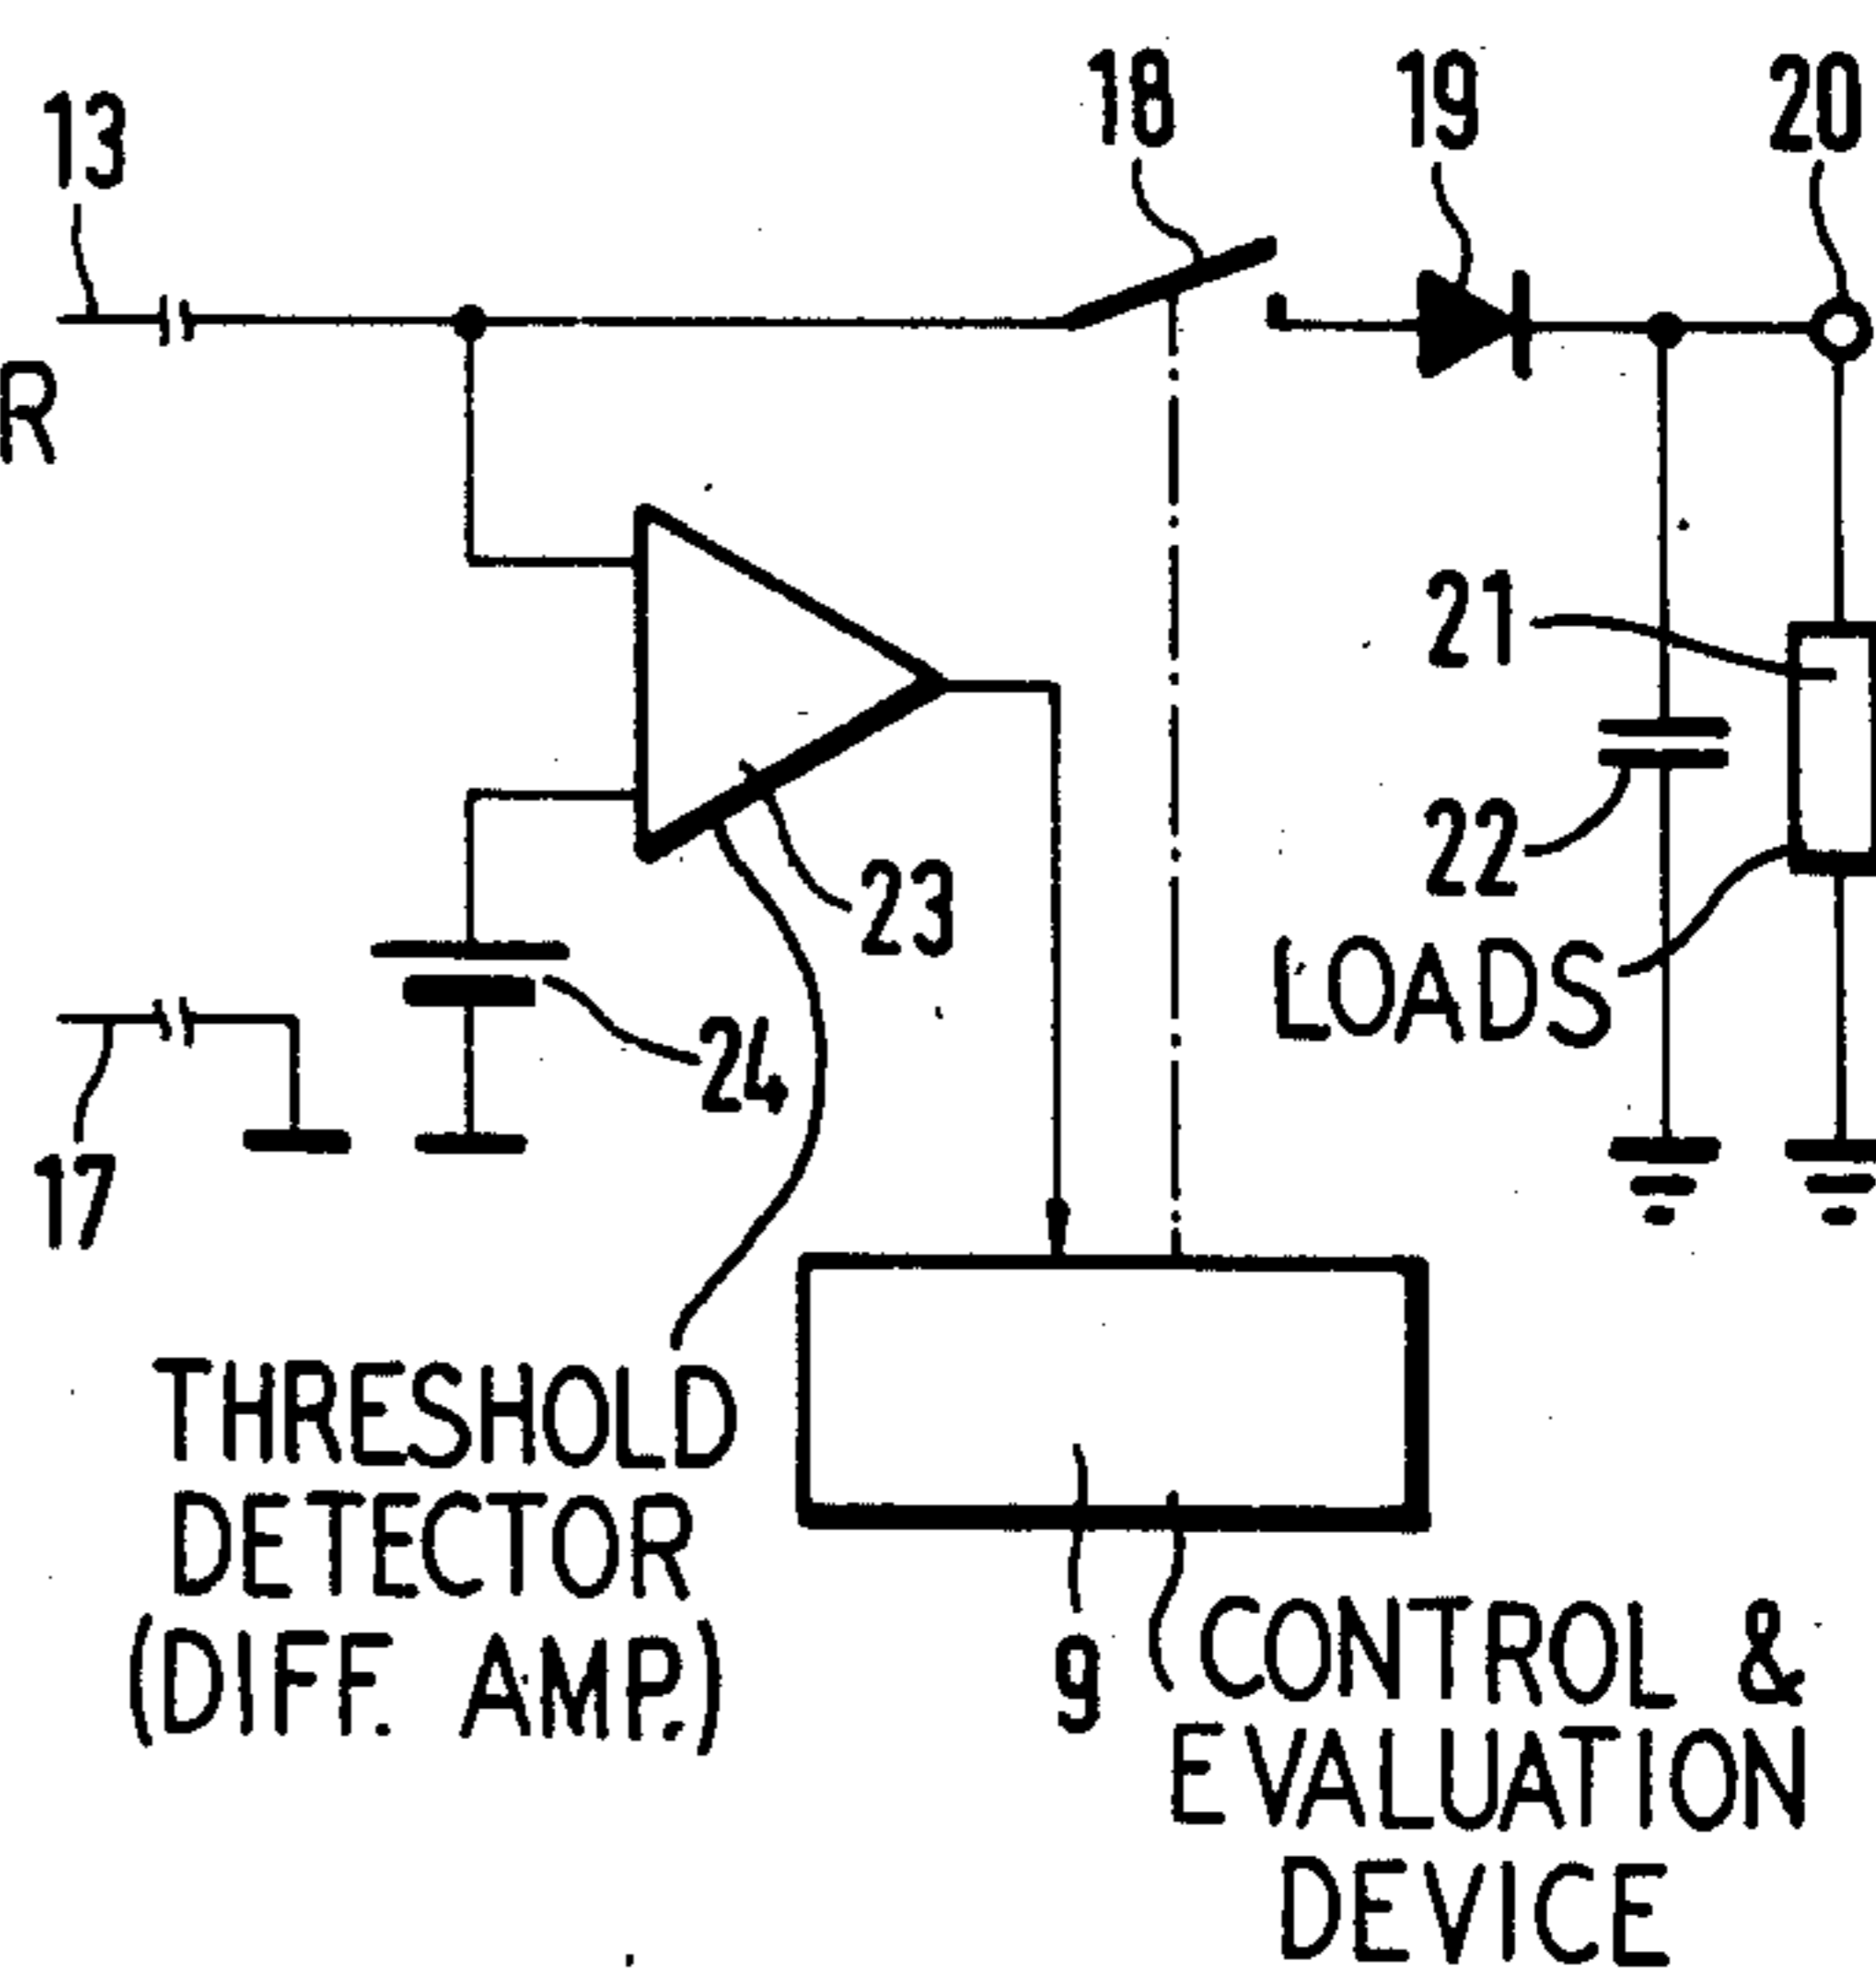 13
18
19
20
R
21
22
23
LOADS
24
17
THRESHOLD
DETECTOR
(DIFF. AMP.)
9
CONTROL &
EVALUATION
DEVICE